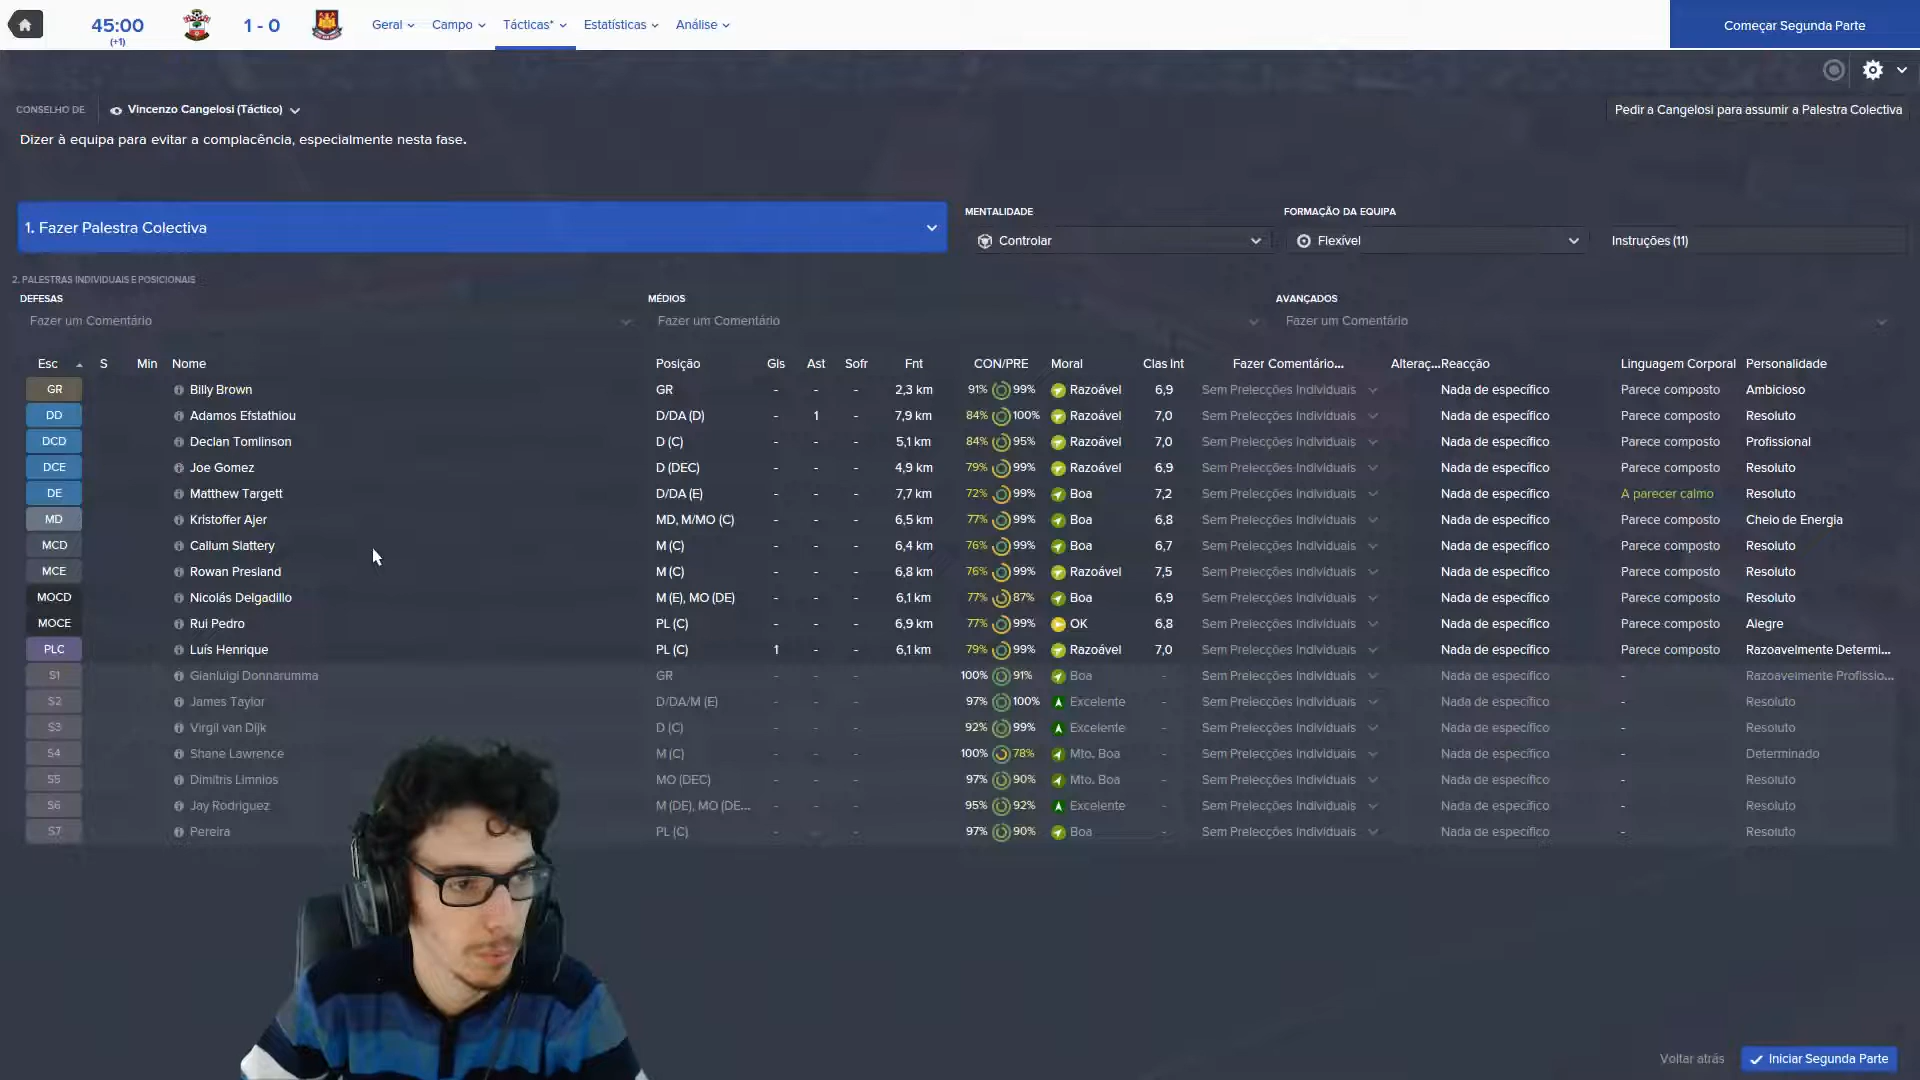 45:00
(+1)
1 - 0
Geral
Campo
Tácticas*
Estatísticas
Análise
Começar Segunda Parte
CONSELHO DE
Vincenzo Cangelosi (Táctico)
Pedir a Cangelosi para assumir a Palestra Colectiva
Dizer à equipa para evitar a complacência, especialmente nesta fase.
1. Fazer Palestra Colectiva
MENTALIDADE
Controlar
FORMAÇÃO DA EQUIPA
Flexível
Instruções (11)
2. PALESTRAS INDIVIDUAIS E POSICIONAIS
DEFESAS
Fazer um Comentário
MÉDIOS
Fazer um Comentário
AVANÇADOS
Fazer um Comentário
Esc S Min Nome Posição Gls Ast Sofr Fnt CON/PRE Moral Clas Int Fazer Comentário... Alteraç... Reacção Linguagem Corporal Personalidade
GR Billy Brown GR - - - 2,3 km 91% 99% Razoável 6,9 Sem Prelecções Individuais Nada de específico Parece composto Ambicioso
DD Adamos Efstathiou D/DA (D) - 1 - 7,9 km 84% 100% Razoável 7,0 Sem Prelecções Individuais Nada de específico Parece composto Resoluto
DCD Declan Tomlinson D (C) - - - 5,1 km 84% 95% Razoável 7,0 Sem Prelecções Individuais Nada de específico Parece composto Profissional
DCE Joe Gomez D (DEC) - - - 4,9 km 79% 99% Razoável 6,9 Sem Prelecções Individuais Nada de específico Parece composto Resoluto
DE Matthew Targett D/DA (E) - - - 7,7 km 72% 99% Boa 7,2 Sem Prelecções Individuais Nada de específico A parecer calmo Resoluto
MD Kristoffer Ajer MD, M/MO (C) - - - 6,5 km 77% 99% Boa 6,8 Sem Prelecções Individuais Nada de específico Parece composto Cheio de Energia
MCD Callum Slattery M (C) - - - 6,4 km 76% 99% Boa 6,7 Sem Prelecções Individuais Nada de específico Parece composto Resoluto
MCE Rowan Presland M (C) - - - 6,8 km 76% 99% Razoável 7,5 Sem Prelecções Individuais Nada de específico Parece composto Resoluto
MOCD Nicolás Delgadillo M (E), MO (DE) - - - 6,1 km 77% 87% Boa 6,9 Sem Prelecções Individuais Nada de específico Parece composto Resoluto
MOCE Rui Pedro PL (C) - - - 6,9 km 77% 99% OK 6,8 Sem Prelecções Individuais Nada de específico Parece composto Alegre
PLC Luís Henrique PL (C) 1 - - 6,1 km 79% 99% Razoável 7,0 Sem Prelecções Individuais Nada de específico Parece composto Razoavelmente Determi...
S1 Gianluigi Donnarumma GR - - - 100% 91% Boa - Sem Prelecções Individuais Nada de específico - Razoavelmente Profissio...
S2 James Taylor D/DA/M (E) - - - 97% 100% Excelente - Sem Prelecções Individuais Nada de específico - Resoluto
S3 Virgil van Dijk D (C) - - - 92% 99% Excelente - Sem Prelecções Individuais Nada de específico - Resoluto
S4 Shane Lawrence M (C) - - - 100% 78% Mto. Boa - Sem Prelecções Individuais Nada de específico - Determinado
S5 Dimitris Limnios MO (DEC) - - - 97% 90% Mto. Boa - Sem Prelecções Individuais Nada de específico - Resoluto
S6 Jay Rodriguez M (DE), MO (DE... - - - 95% 92% Excelente - Sem Prelecções Individuais Nada de específico - Resoluto
S7 Pereira PL (C) - - - 97% 90% Boa - Sem Prelecções Individuais Nada de específico - Resoluto
Voltar atrás
Iniciar Segunda Parte